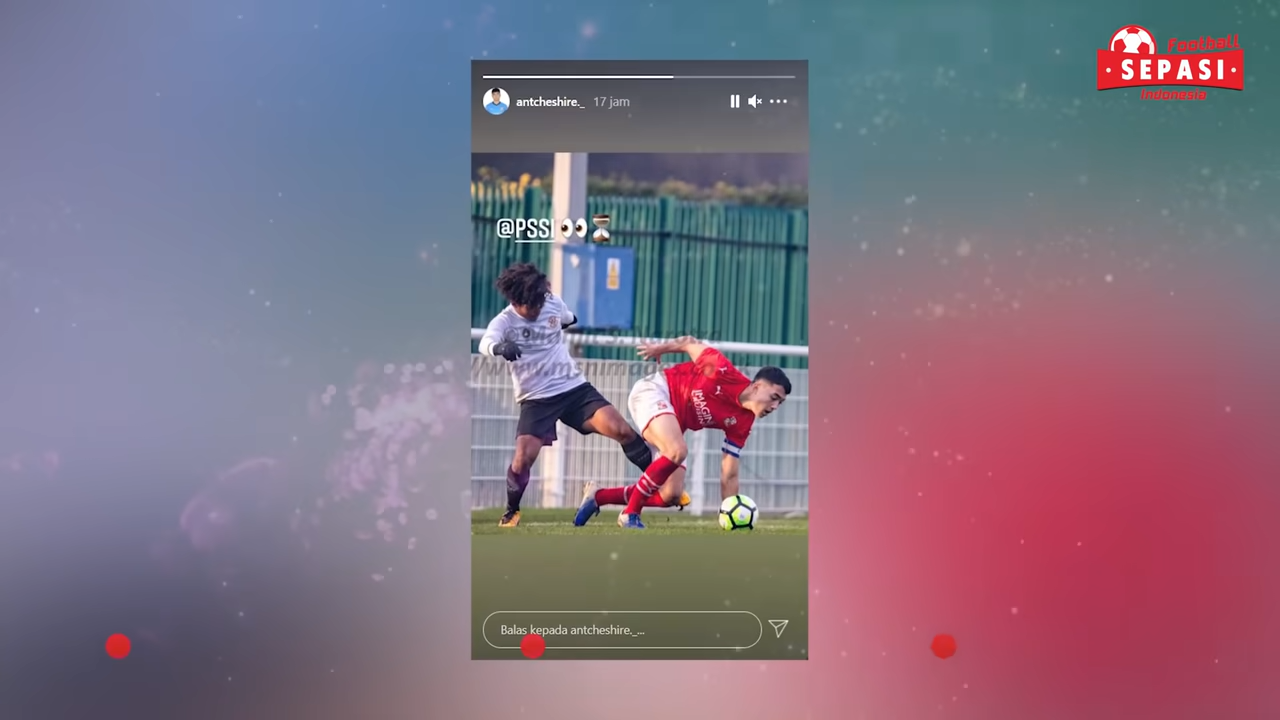 Football
SEPASI
Indonesia
antcheshire._ 17 jam
@PSSI
Balas kepada antcheshire._...